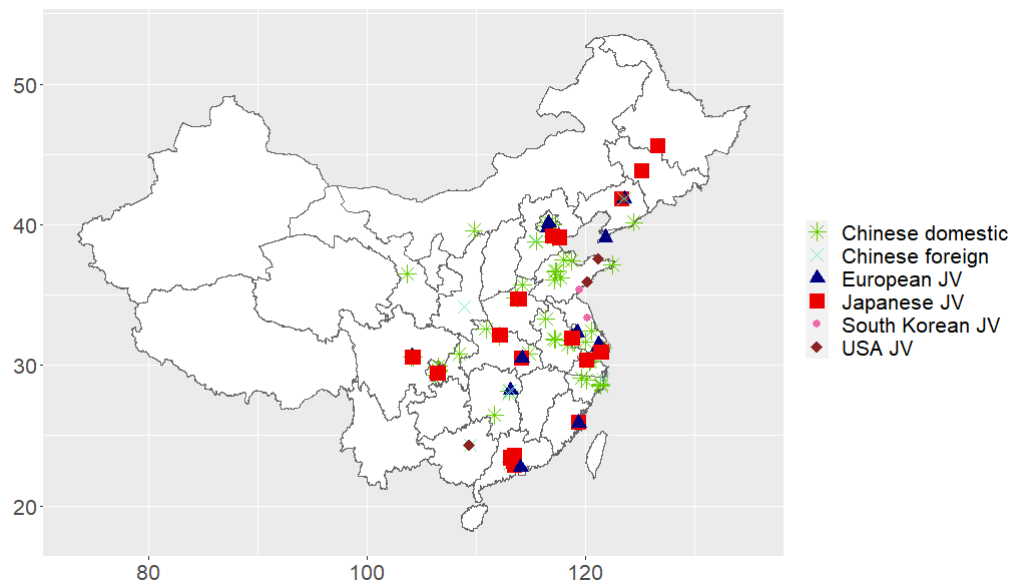 50
40
30
20
80
100
120
Chinese domestic
Chinese foreign
European JV
Japanese JV
South Korean JV
USA JV